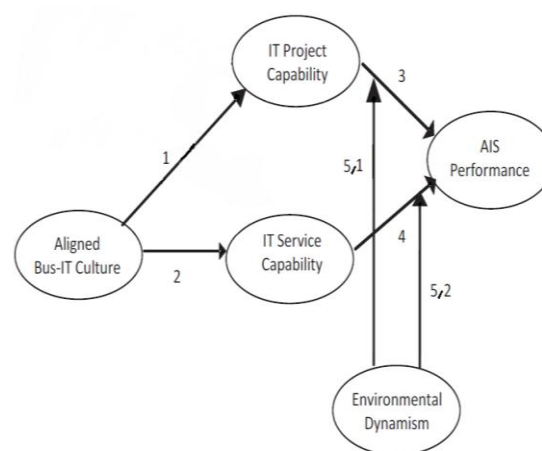 IT Project
Capability
3
AIS
Performance
1
5,1
Aligned
Bus-IT Culture
2
IT Service
Capability
4
5,2
Environmental
Dynamism